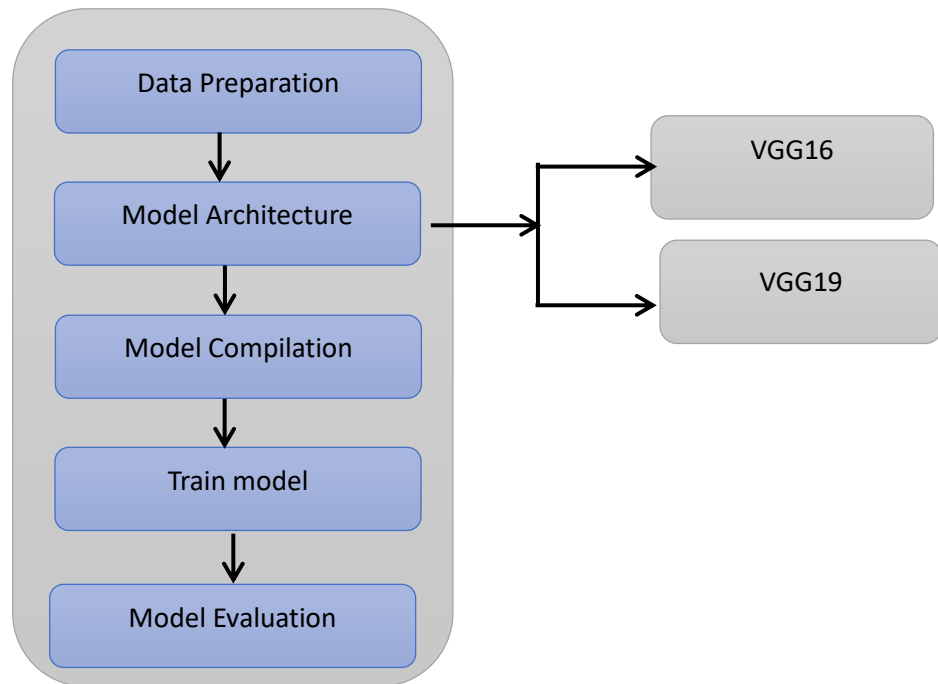 Data Preparation
Model Architecture
Model Compilation
Train model
Model Evaluation
VGG16
VGG19